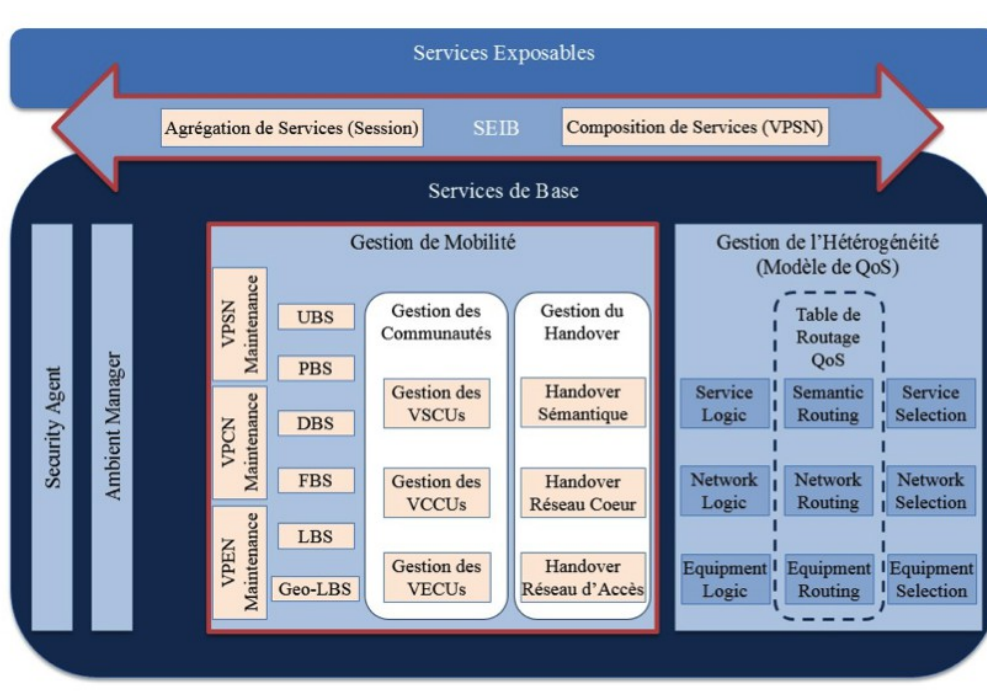 Services Exposables
Agrégation de Services (Session)
SEIB
Composition de Services (VPSN)
Services de Base
Security Agent
Ambient Manager
Gestion de Mobilité
VPSN
Maintenance
VPCN
Maintenance
VPEN
Maintenance
UBS
PBS
DBS
FBS
LBS
Geo-LBS
Gestion des
Communautés
Gestion des
VSCUs
Gestion des
VCCUs
Gestion des
VECUs
Gestion du
Handover
Handover
Sémantique
Handover
Réseau Coeur
Handover
Réseau d'Accès
Gestion de l'Hétérogénéité
(Modèle de QoS)
Table de
Routage
QoS
Service
Logic
Semantic
Routing
Service
Selection
Network
Logic
Network
Routing
Network
Selection
Equipment
Logic
Equipment
Routing
Equipment
Selection